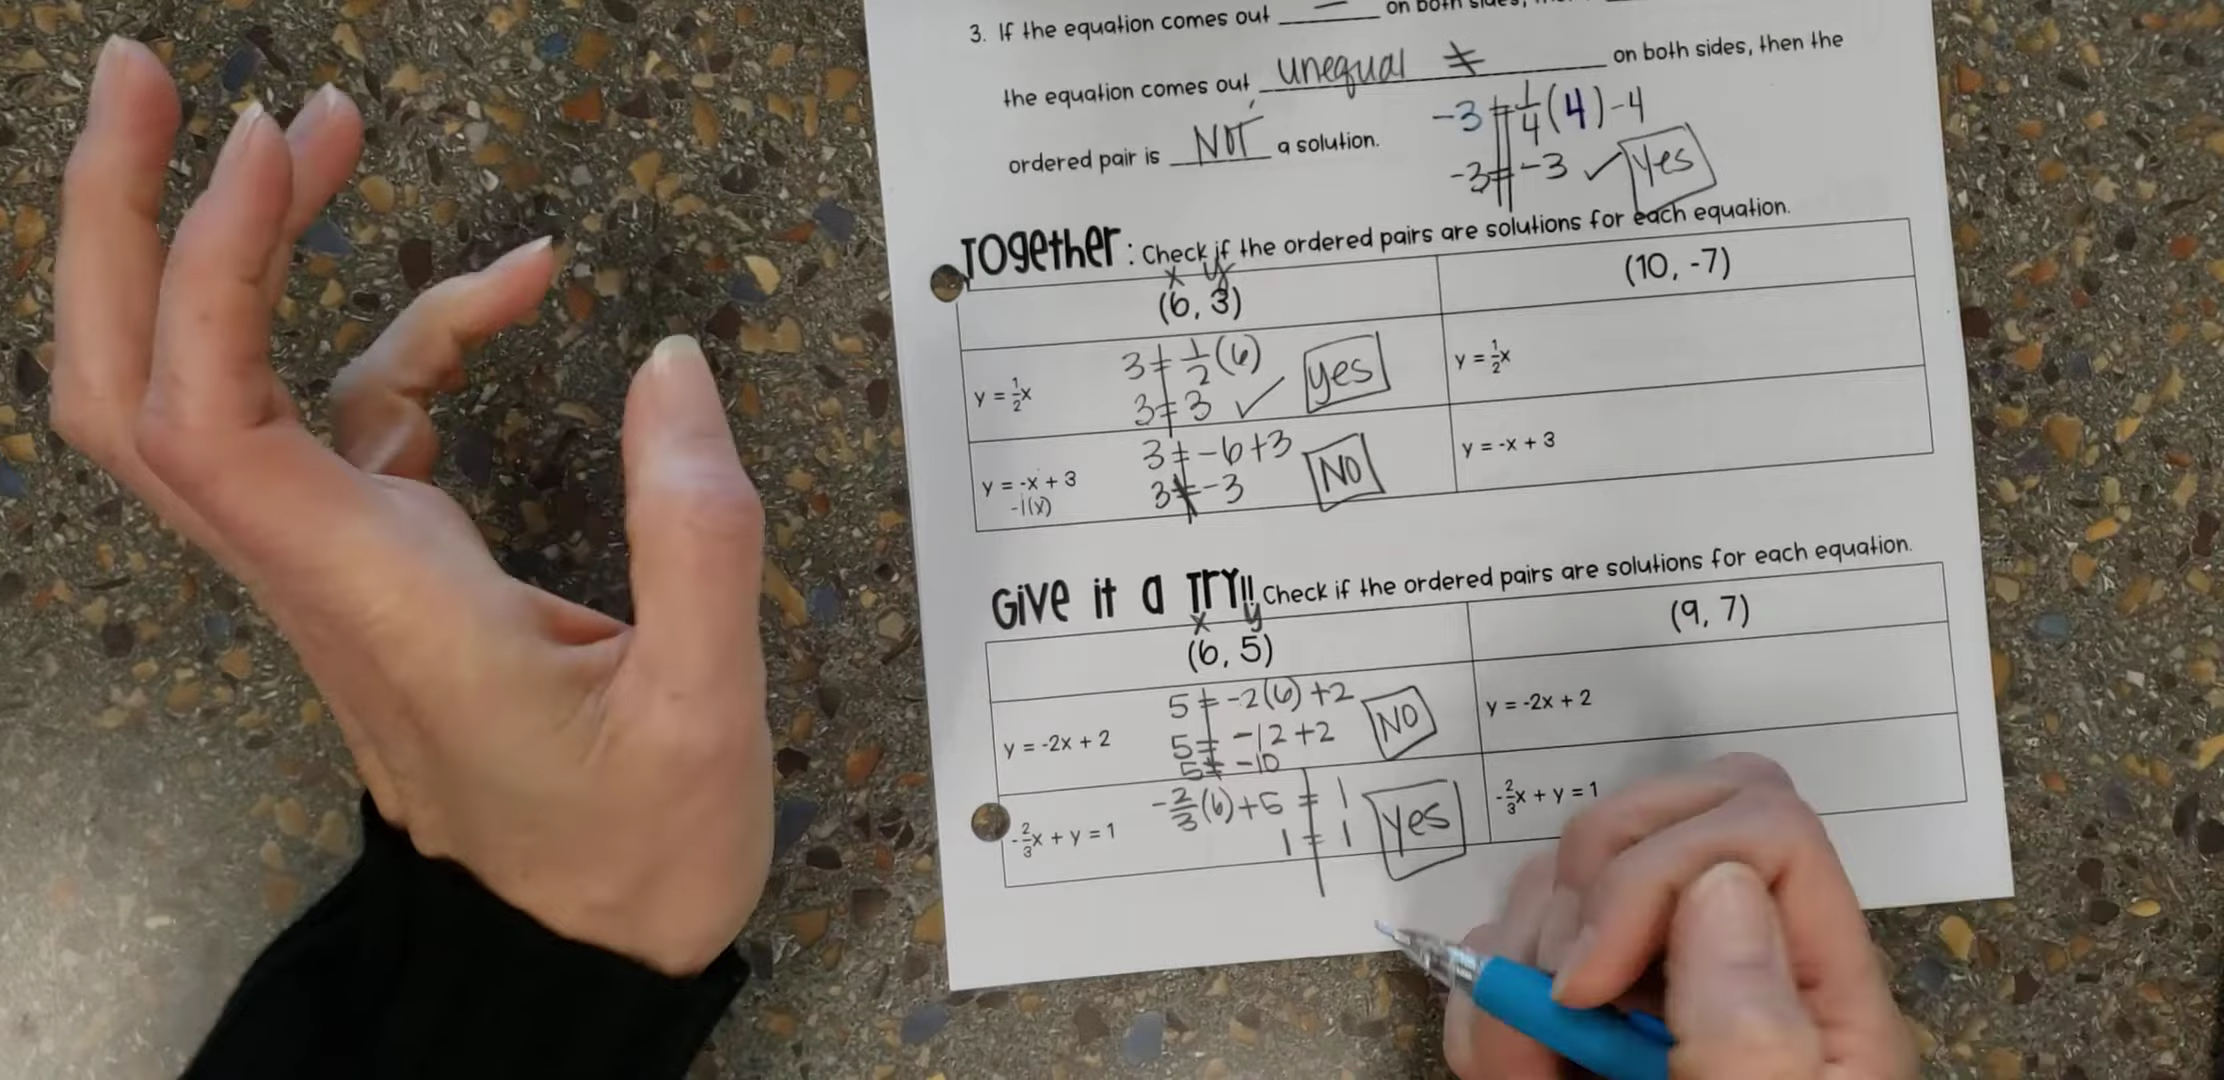 3. If the equation comes out on both
the equation comes out, unequal ≠ on both sides, then the
ordered pair is NOT a solution.
-3 = 1/4(4)-4
-3 = -3 ✓ Yes
Together: Check if the ordered pairs are solutions for each equation.
x y
(6, 3)
(10, -7)
y = 1/2x
3 = 1/2(6)
3 = 3 ✓ yes
y = 1/2x
y = -x + 3
-1(x)
3 = -6+3
3 ≠ -3 NO
y = -x + 3
Give it a TRY!! Check if the ordered pairs are solutions for each equation.
x y
(6, 5)
(9, 7)
y = -2x + 2
5 = -2(6)+2
5 = -12+2
5 ≠ -10
NO
y = -2x + 2
-2/3x + y = 1
-2/3(6)+5 = 1
1 = 1
Yes
-2/3x + y = 1